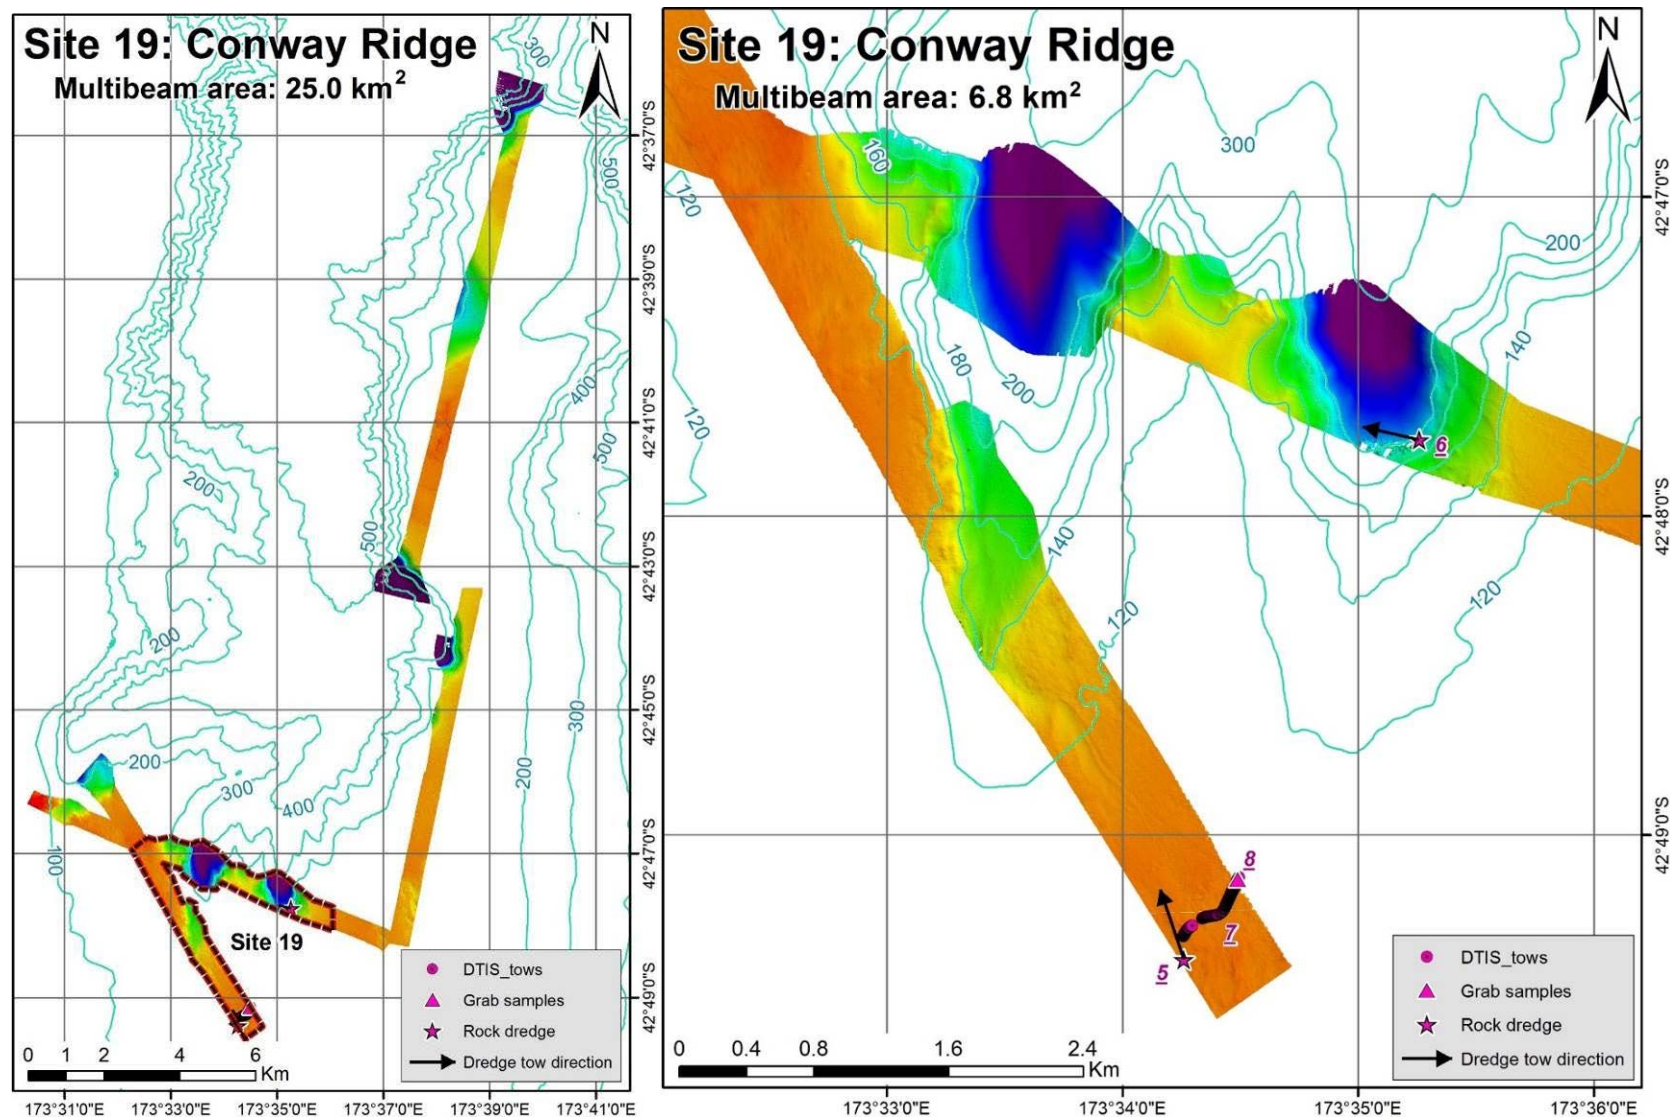 Site 19: Conway Ridge
Multibeam area: 25.0 km²
N
300
500
400
500
200
500
200
200
300
400
300
200
100
Site 19
DTIS_tows
Grab samples
Rock dredge
Dredge tow direction
0 1 2 4 6
Km
42°37'0"S
42°39'0"S
42°41'0"S
42°43'0"S
42°45'0"S
42°47'0"S
42°49'0"S
173°31'0"E 173°33'0"E 173°35'0"E 173°37'0"E 173°39'0"E 173°41'0"E
Site 19: Conway Ridge
Multibeam area: 6.8 km²
N
160
300
120
200
180
200
140
120
6
140
120
120
8
7
5
DTIS_tows
Grab samples
Rock dredge
Dredge tow direction
0 0.4 0.8 1.6 2.4
Km
42°47'0"S
42°48'0"S
42°49'0"S
173°33'0"E 173°34'0"E 173°35'0"E 173°36'0"E